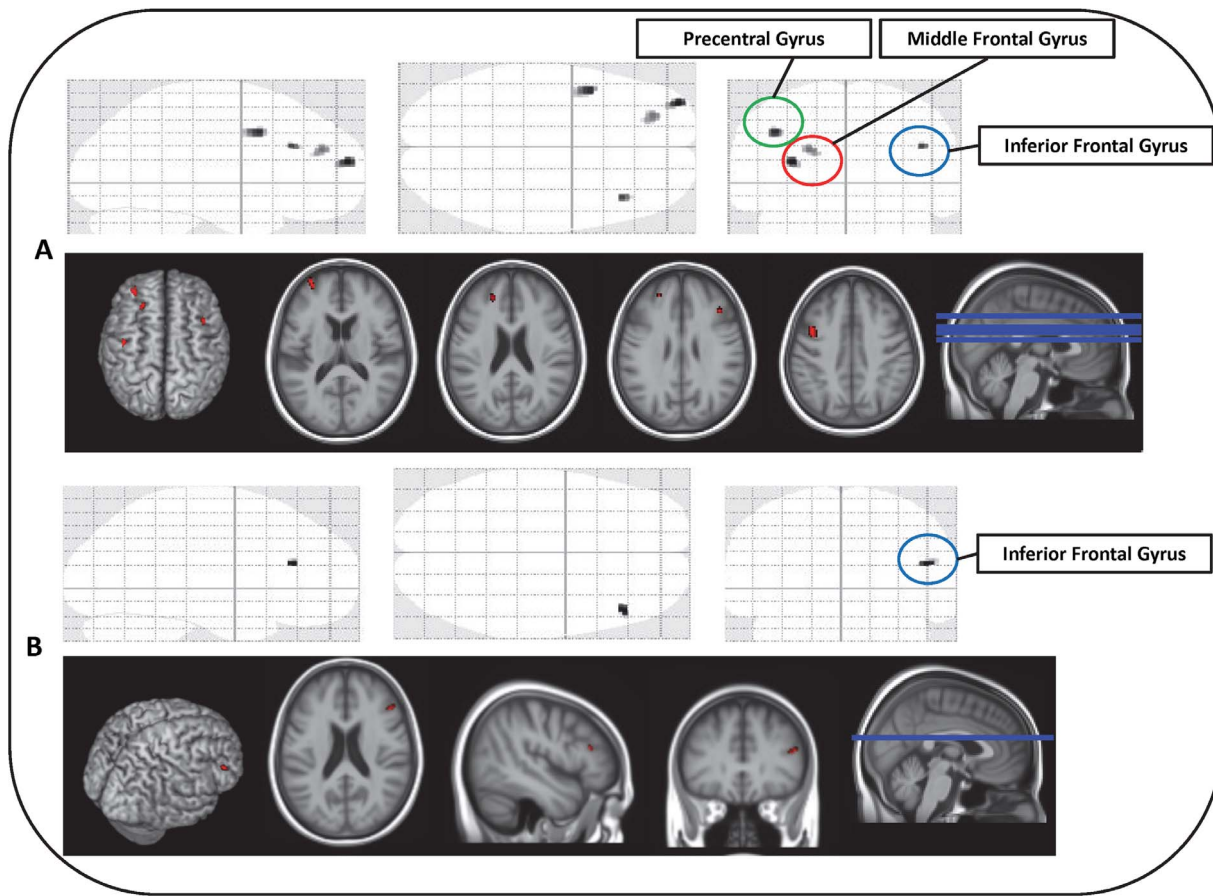 Precentral Gyrus
Middle Frontal Gyrus
Inferior Frontal Gyrus
A
Inferior Frontal Gyrus
B